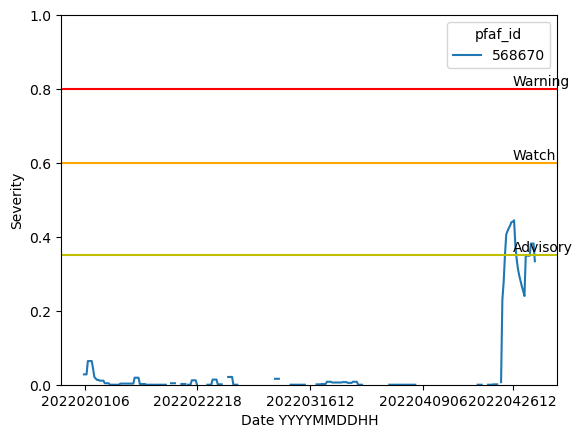 pfaf_id
568670
1.0
0.8
0.6
0.4
0.2
0.0
Severity
Warning
Watch
Advisory
2022020106
2022022218
2022031612
2022040906
2022042612
Date YYYYMMDDHH